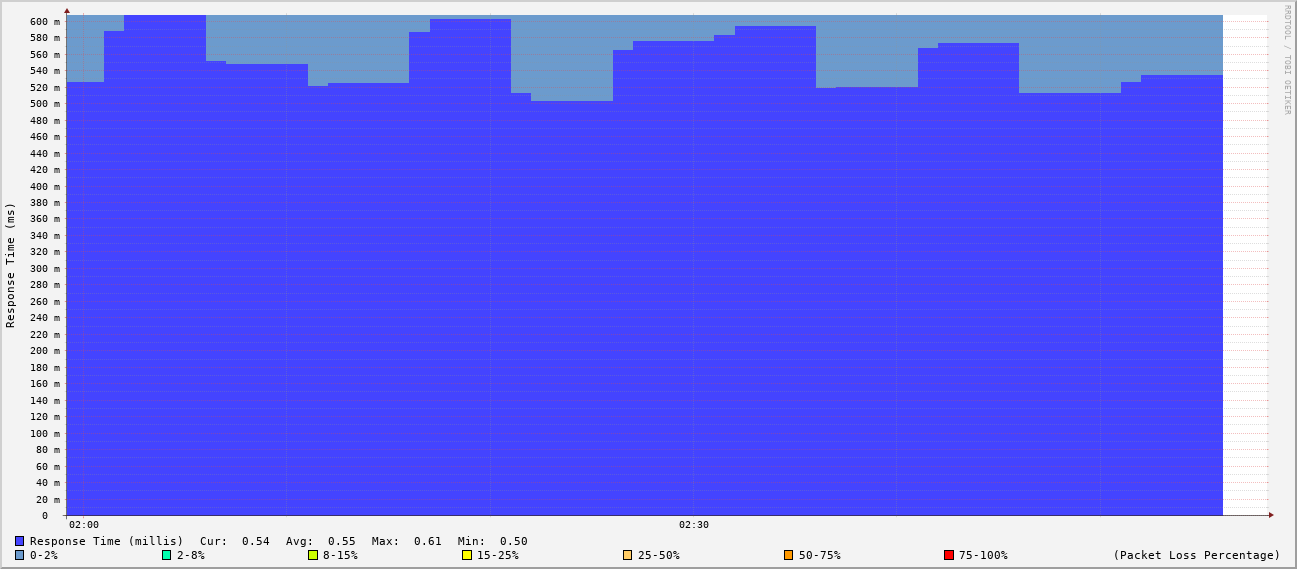 RRDTOOL / TOBI OETIKER
Response Time (ms)
600 m
580 m
560 m
540 m
520 m
500 m
480 m
460 m
440 m
420 m
400 m
380 m
360 m
340 m
320 m
300 m
280 m
260 m
240 m
220 m
200 m
180 m
160 m
140 m
120 m
100 m
80 m
60 m
40 m
20 m
0
02:00 02:30
Response Time (millis) Cur: 0.54 Avg: 0.55 Max: 0.61 Min: 0.50
0-2% 2-8% 8-15% 15-25% 25-50% 50-75% 75-100% (Packet Loss Percentage)